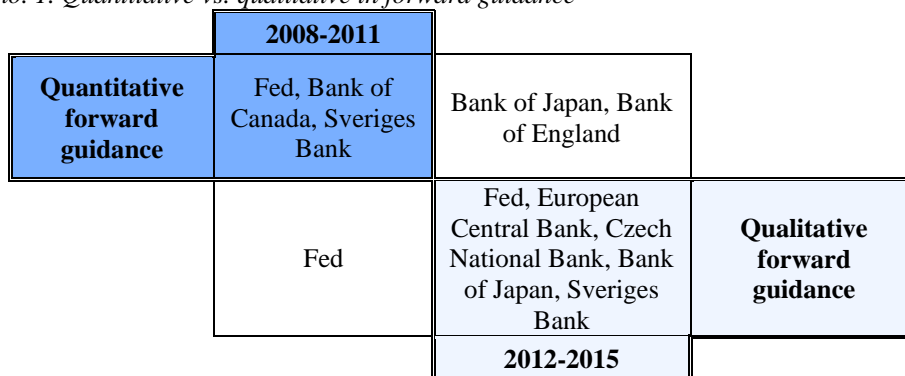 no. 1. Quantitative vs. qualitative in forward guidance
2008-2011
Quantitative
forward
guidance
Fed, Bank of
Canada, Sveriges
Bank
Bank of Japan, Bank
of England
Fed
Fed, European
Central Bank, Czech
National Bank, Bank
of Japan, Sveriges
Bank
Qualitative
forward
guidance
2012-2015